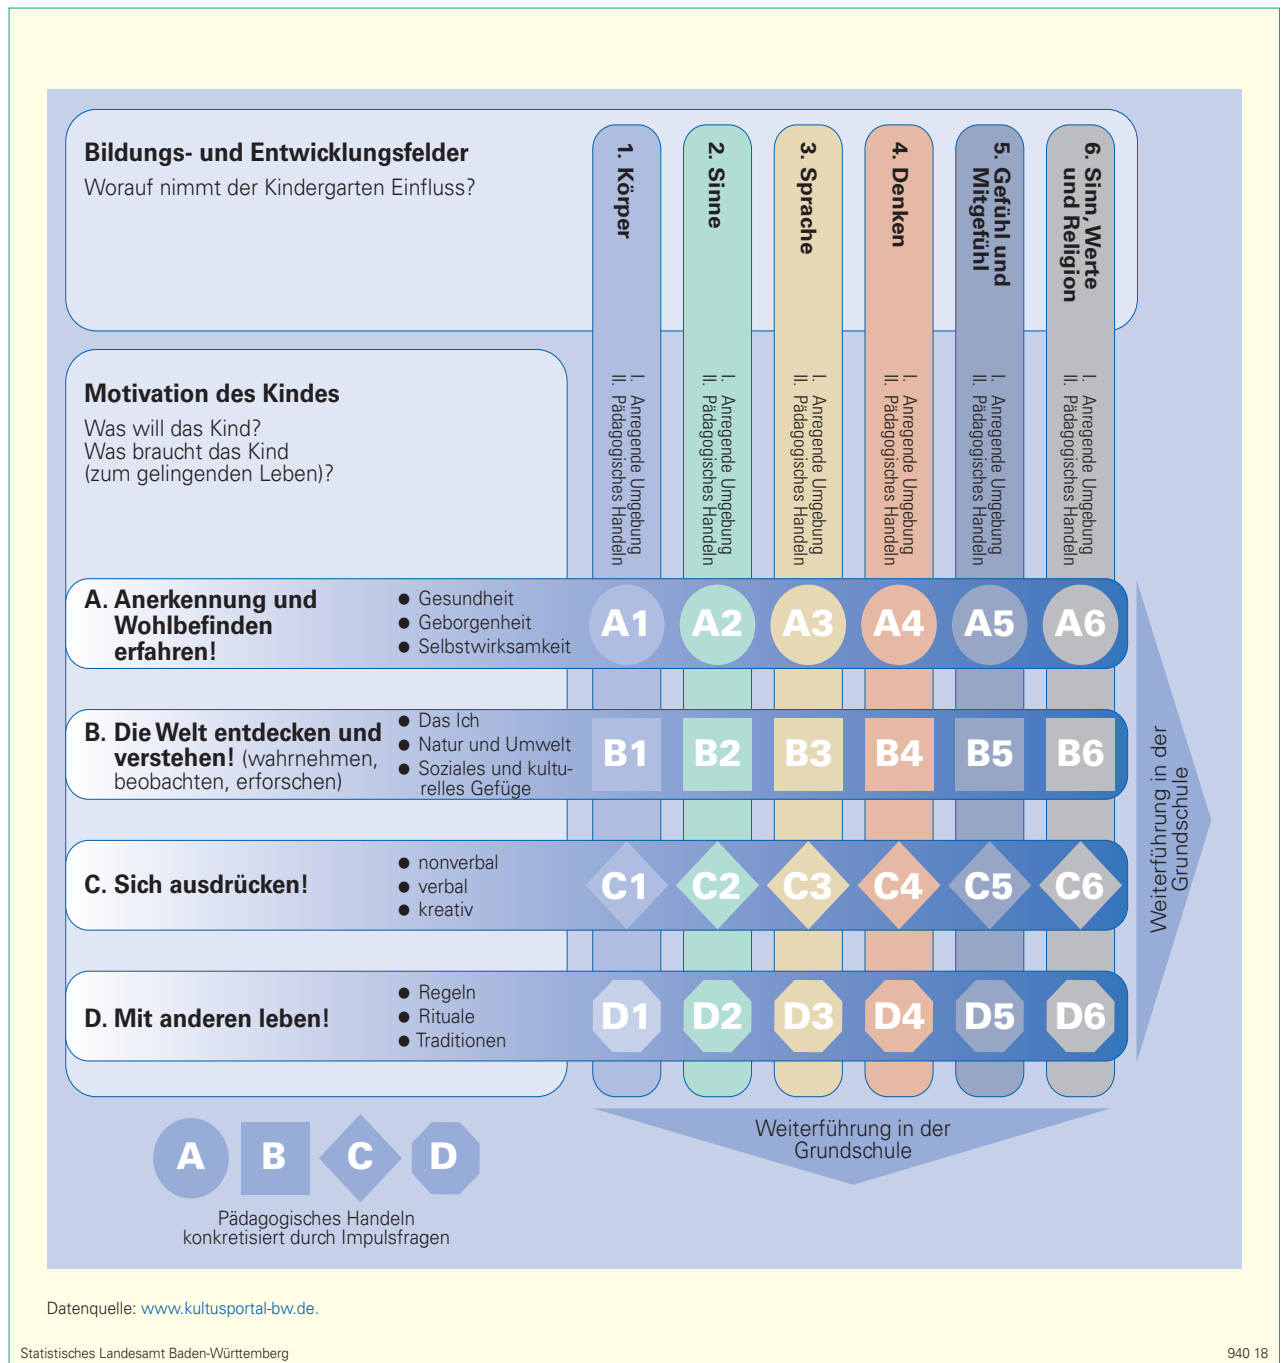 Bildungs- und Entwicklungsfelder
Worauf nimmt der Kindergarten Einfluss?
1. Körper
2. Sinne
3. Sprache
4. Denken
5. Gefühl und
Mitgefühl
6. Sinn, Werte
und Religion
Motivation des Kindes
Was will das Kind?
Was braucht das Kind
(zum gelingenden Leben)?
I. Anregende Umgebung
II. Pädagogisches Handeln
I. Anregende Umgebung
II. Pädagogisches Handeln
I. Anregende Umgebung
II. Pädagogisches Handeln
I. Anregende Umgebung
II. Pädagogisches Handeln
I. Anregende Umgebung
II. Pädagogisches Handeln
I. Anregende Umgebung
II. Pädagogisches Handeln
A. Anerkennung und
Wohlbefinden
erfahren!
● Gesundheit
● Geborgenheit
● Selbstwirksamkeit
A1 A2 A3 A4 A5 A6
B. Die Welt entdecken und
verstehen! (wahrnehmen,
beobachten, erforschen)
● Das Ich
● Natur und Umwelt
● Soziales und kultu-
relles Gefüge
B1 B2 B3 B4 B5 B6
C. Sich ausdrücken!
● nonverbal
● verbal
● kreativ
C1 C2 C3 C4 C5 C6
D. Mit anderen leben!
● Regeln
● Rituale
● Traditionen
D1 D2 D3 D4 D5 D6
Weiterführung in der
Grundschule
Weiterführung in der
Grundschule
A B C D
Pädagogisches Handeln
konkretisiert durch Impulsfragen
Datenquelle: www.kultusportal-bw.de.
Statistisches Landesamt Baden-Württemberg
940 18